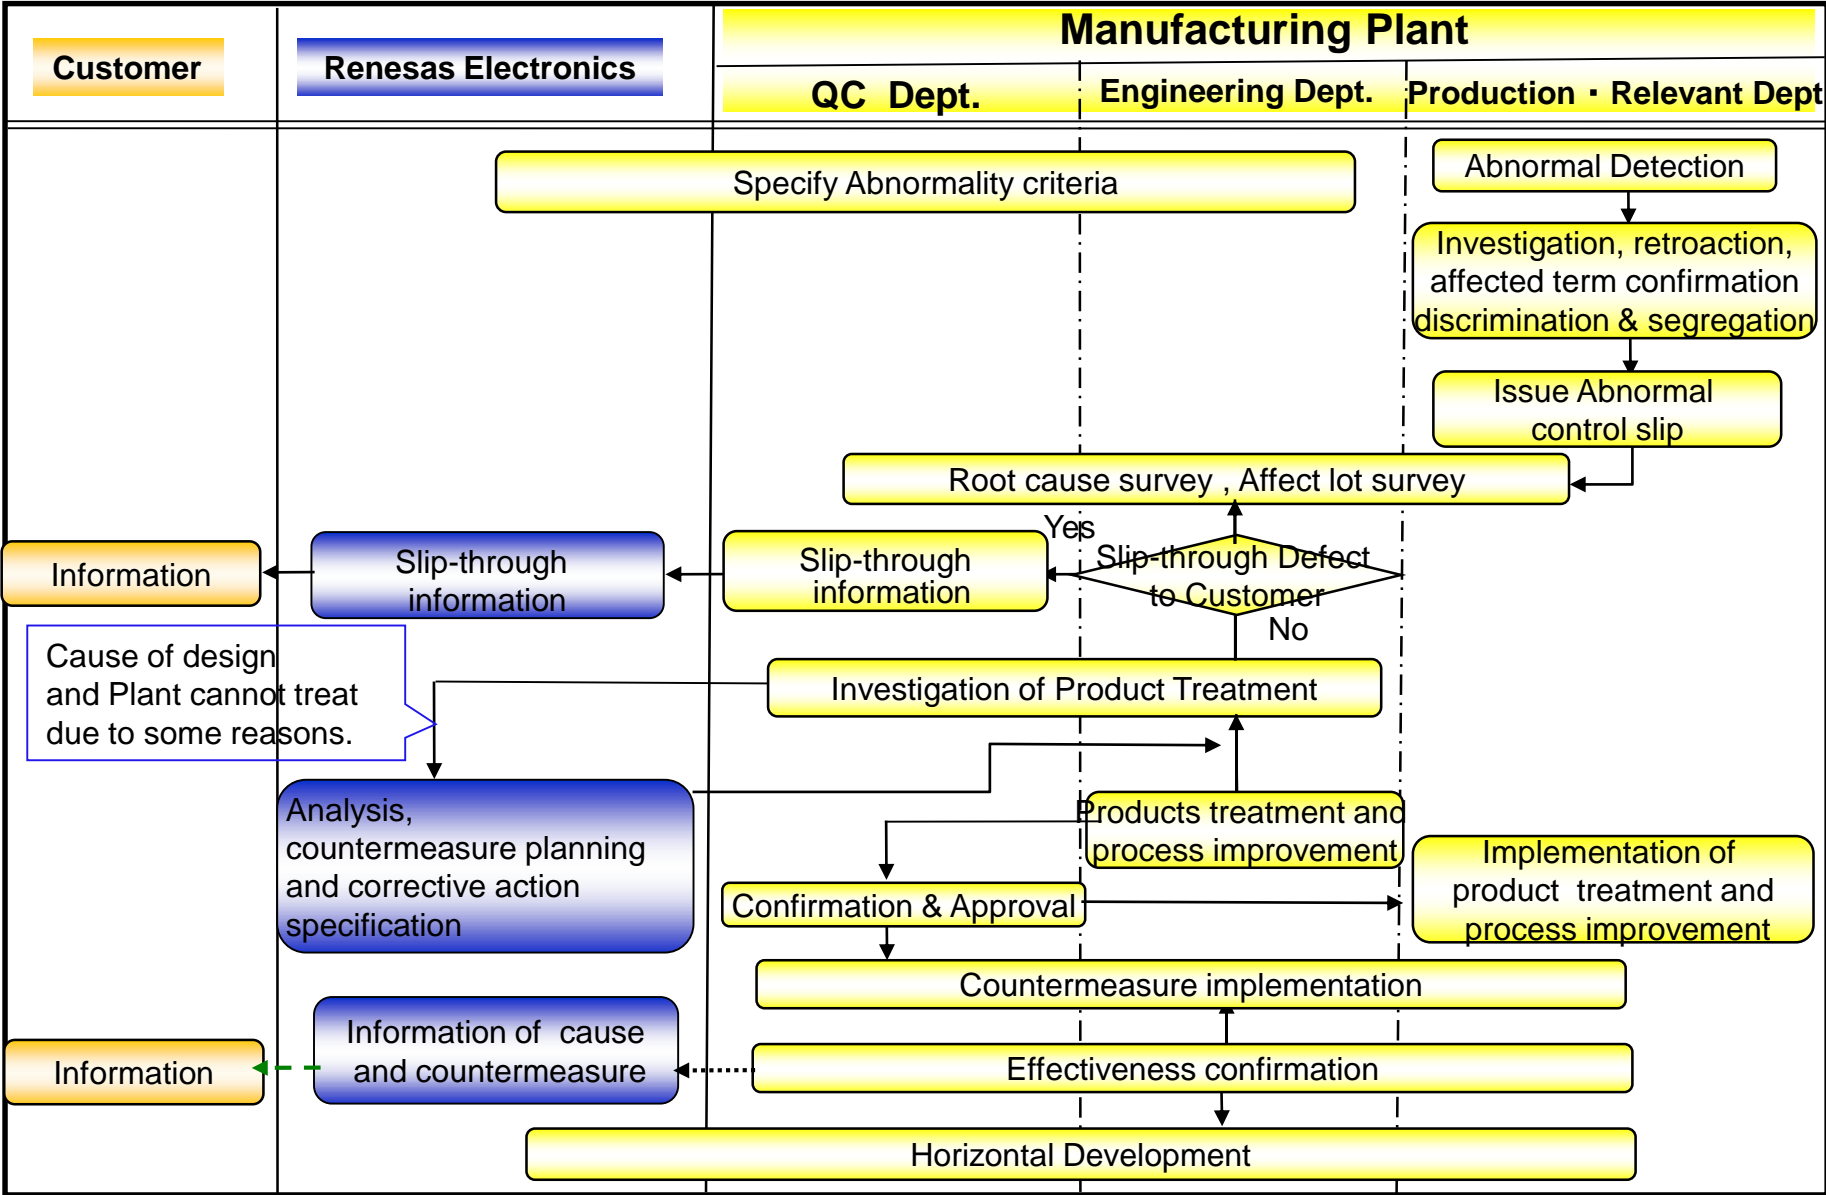 Manufacturing Plant
Customer
Renesas Electronics
QC Dept.
Engineering Dept.
Production・Relevant Dept
Specify Abnormality criteria
Abnormal Detection
Investigation, retroaction,
affected term confirmation
discrimination & segregation
Issue Abnormal
control slip
Root cause survey , Affect lot survey
Yes
Information
Slip-through
information
Slip-through
information
Slip-through Defect
to Customer
No
Cause of design
and Plant cannot treat
due to some reasons.
Investigation of Product Treatment
Analysis,
countermeasure planning
and corrective action
specification
Products treatment and
process improvement
Confirmation & Approval
Implementation of
product treatment and
process improvement
Countermeasure implementation
Information
Information of cause
and countermeasure
Effectiveness confirmation
Horizontal Development